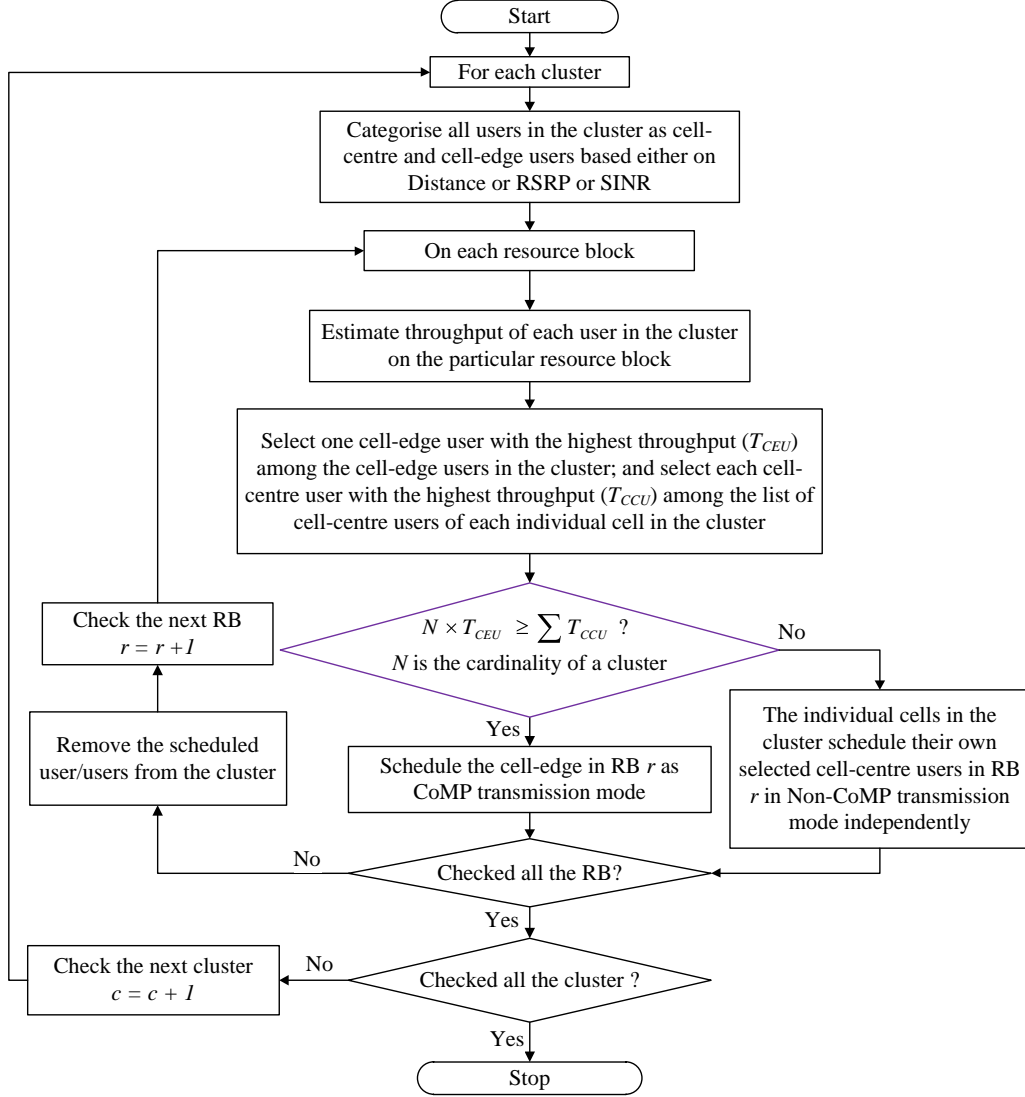 Start
For each cluster
Categorise all users in the cluster as cell-
centre and cell-edge users based either on
Distance or RSRP or SINR
On each resource block
Estimate throughput of each user in the cluster
on the particular resource block
Select one cell-edge user with the highest throughput (T_CEU)
among the cell-edge users in the cluster; and select each cell-
centre user with the highest throughput (T_CCU) among the list of
cell-centre users of each individual cell in the cluster
N × T_CEU ≥ ∑ T_CCU ?
N is the cardinality of a cluster
No
Yes
Check the next RB
r = r +1
Remove the scheduled
user/users from the cluster
Schedule the cell-edge in RB r as
CoMP transmission mode
The individual cells in the
cluster schedule their own
selected cell-centre users in RB
r in Non-CoMP transmission
mode independently
No
Checked all the RB?
Yes
Check the next cluster
c = c + 1
No
Checked all the cluster ?
Yes
Stop